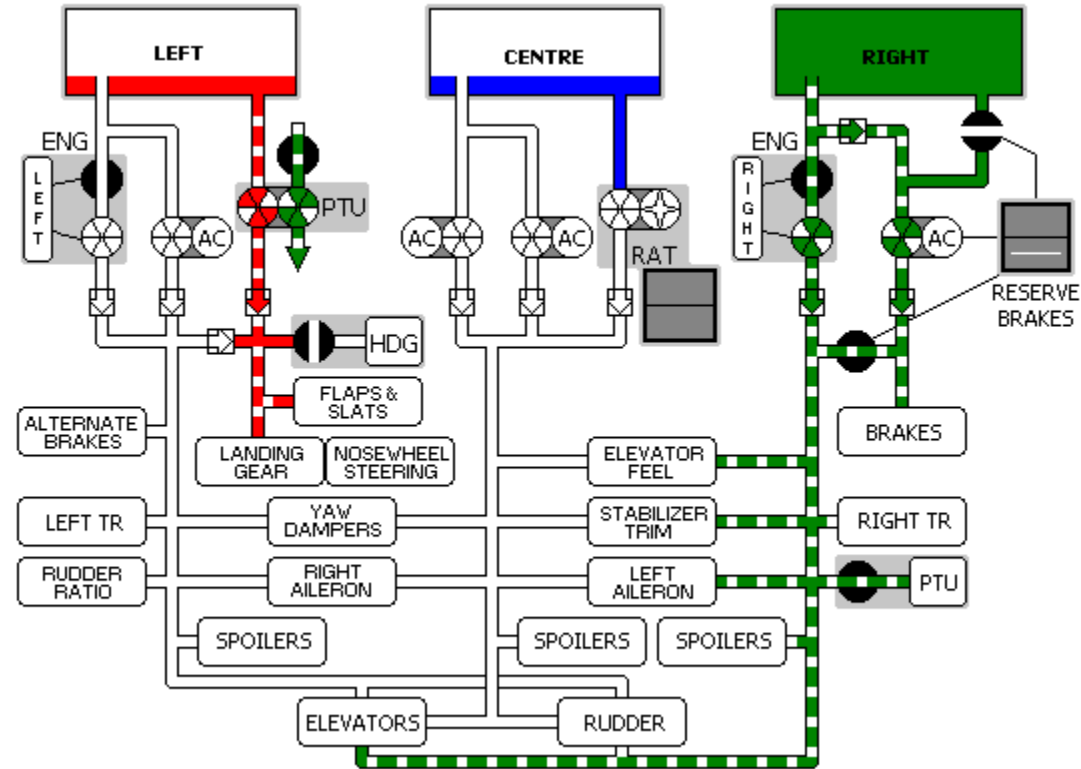 LEFT
CENTRE
RIGHT
ENG
LEFT
AC
PTU
AC
AC
RAT
ENG
RIGHT
AC
RESERVE
BRAKES
HDG
FLAPS &
SLATS
ALTERNATE
BRAKES
LANDING
GEAR
NOSEWHEEL
STEERING
ELEVATOR
FEEL
BRAKES
LEFT TR
YAW
DAMPERS
STABILIZER
TRIM
RIGHT TR
RUDDER
RATIO
RIGHT
AILERON
LEFT
AILERON
PTU
SPOILERS
SPOILERS
SPOILERS
ELEVATORS
RUDDER